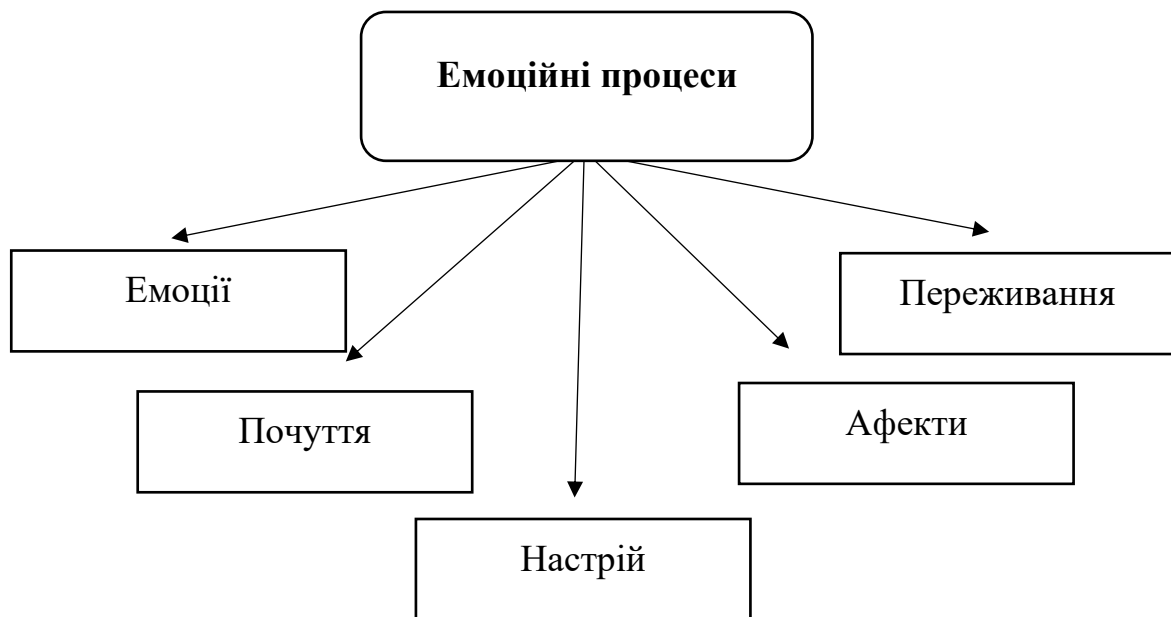 Емоційні процеси
Емоції
Переживання
Почуття
Афекти
Настрій